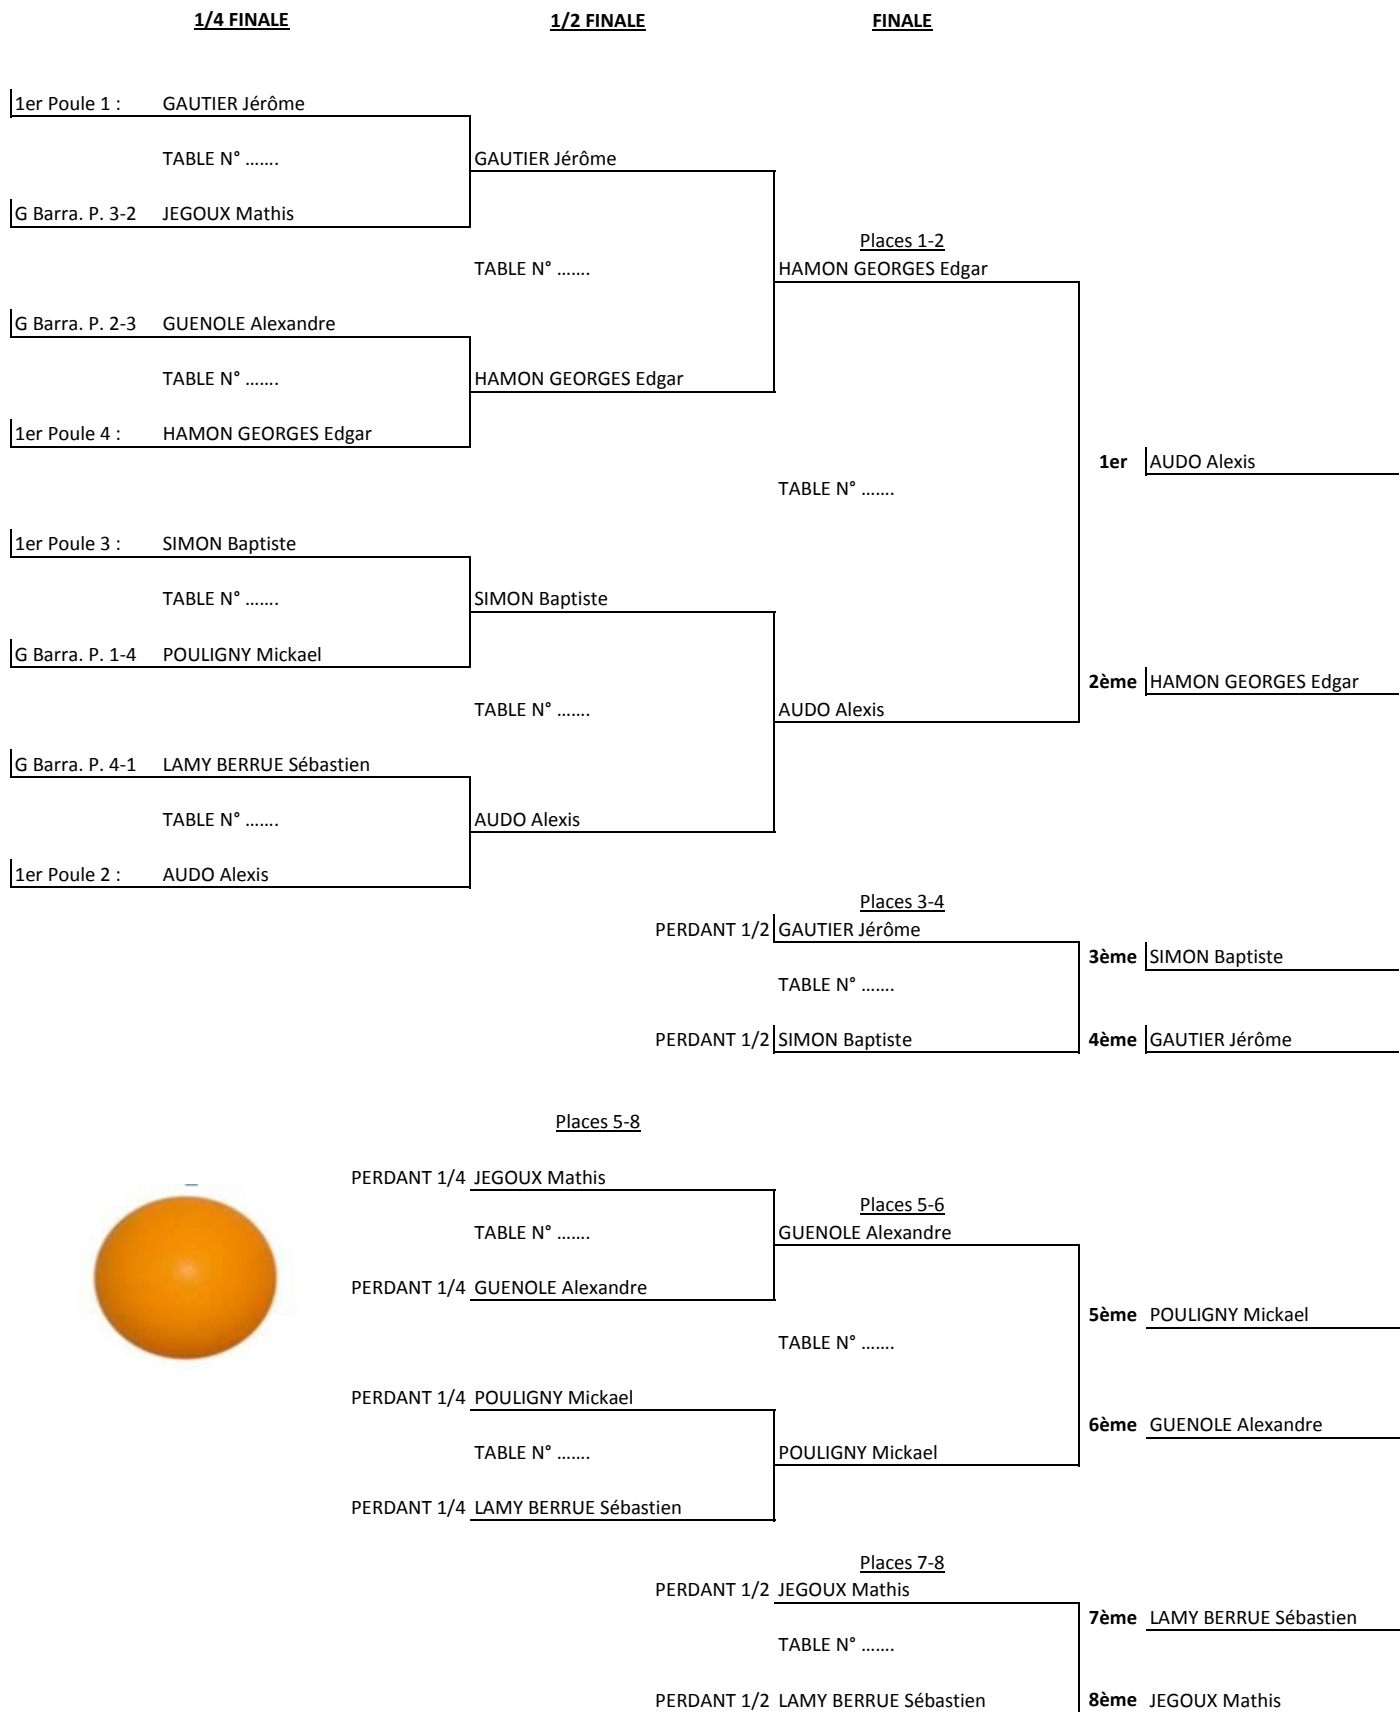 1/4 FINALE 1/2 FINALE FINALE
1er Poule 1 : GAUTIER Jérôme
TABLE N° ……. GAUTIER Jérôme
G Barra. P. 3-2 JEGOUX Mathis
Places 1-2
TABLE N° ……. HAMON GEORGES Edgar
G Barra. P. 2-3 GUENOLE Alexandre
TABLE N° ……. HAMON GEORGES Edgar
1er Poule 4 : HAMON GEORGES Edgar
1er AUDO Alexis
TABLE N° …….
1er Poule 3 : SIMON Baptiste
TABLE N° ……. SIMON Baptiste
G Barra. P. 1-4 POULIGNY Mickael
2ème HAMON GEORGES Edgar
TABLE N° ……. AUDO Alexis
G Barra. P. 4-1 LAMY BERRUE Sébastien
TABLE N° ……. AUDO Alexis
1er Poule 2 : AUDO Alexis
Places 3-4
PERDANT 1/2 GAUTIER Jérôme
3ème SIMON Baptiste
TABLE N° …….
PERDANT 1/2 SIMON Baptiste 4ème GAUTIER Jérôme
Places 5-8
PERDANT 1/4 JEGOUX Mathis
Places 5-6
TABLE N° ……. GUENOLE Alexandre
PERDANT 1/4 GUENOLE Alexandre
5ème POULIGNY Mickael
TABLE N° …….
PERDANT 1/4 POULIGNY Mickael
6ème GUENOLE Alexandre
TABLE N° ……. POULIGNY Mickael
PERDANT 1/4 LAMY BERRUE Sébastien
Places 7-8
PERDANT 1/2 JEGOUX Mathis
7ème LAMY BERRUE Sébastien
TABLE N° …….
PERDANT 1/2 LAMY BERRUE Sébastien 8ème JEGOUX Mathis